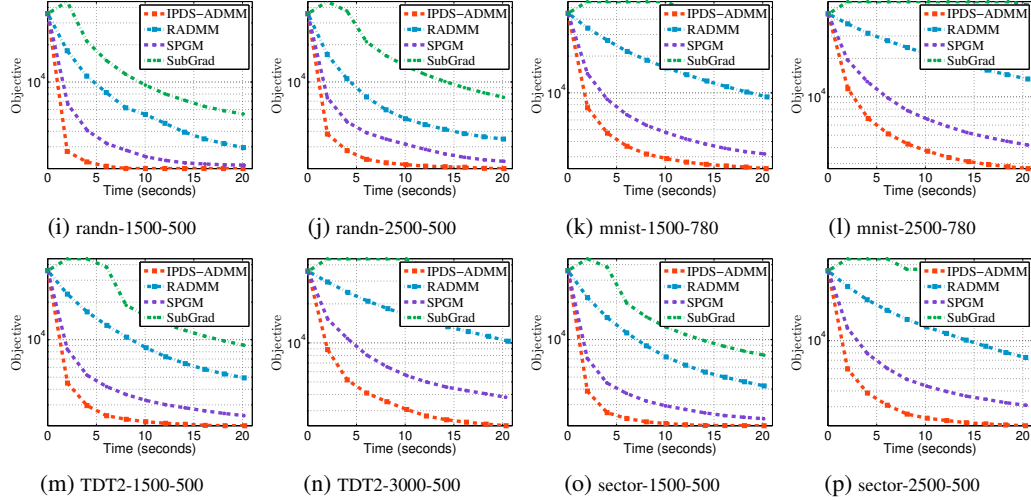 IPDS-ADMM
RADMM
SPGM
SubGrad
Objective
10^4
0 5 10 15 20
Time (seconds)
(i) randn-1500-500
IPDS-ADMM
RADMM
SPGM
SubGrad
Objective
10^4
0 5 10 15 20
Time (seconds)
(j) randn-2500-500
IPDS-ADMM
RADMM
SPGM
SubGrad
Objective
10^4
0 5 10 15 20
Time (seconds)
(k) mnist-1500-780
IPDS-ADMM
RADMM
SPGM
SubGrad
Objective
10^4
0 5 10 15 20
Time (seconds)
(l) mnist-2500-780
IPDS-ADMM
RADMM
SPGM
SubGrad
Objective
10^4
0 5 10 15 20
Time (seconds)
(m) TDT2-1500-500
IPDS-ADMM
RADMM
SPGM
SubGrad
Objective
10^4
0 5 10 15 20
Time (seconds)
(n) TDT2-3000-500
IPDS-ADMM
RADMM
SPGM
SubGrad
Objective
10^4
0 5 10 15 20
Time (seconds)
(o) sector-1500-500
IPDS-ADMM
RADMM
SPGM
SubGrad
Objective
10^4
0 5 10 15 20
Time (seconds)
(p) sector-2500-500